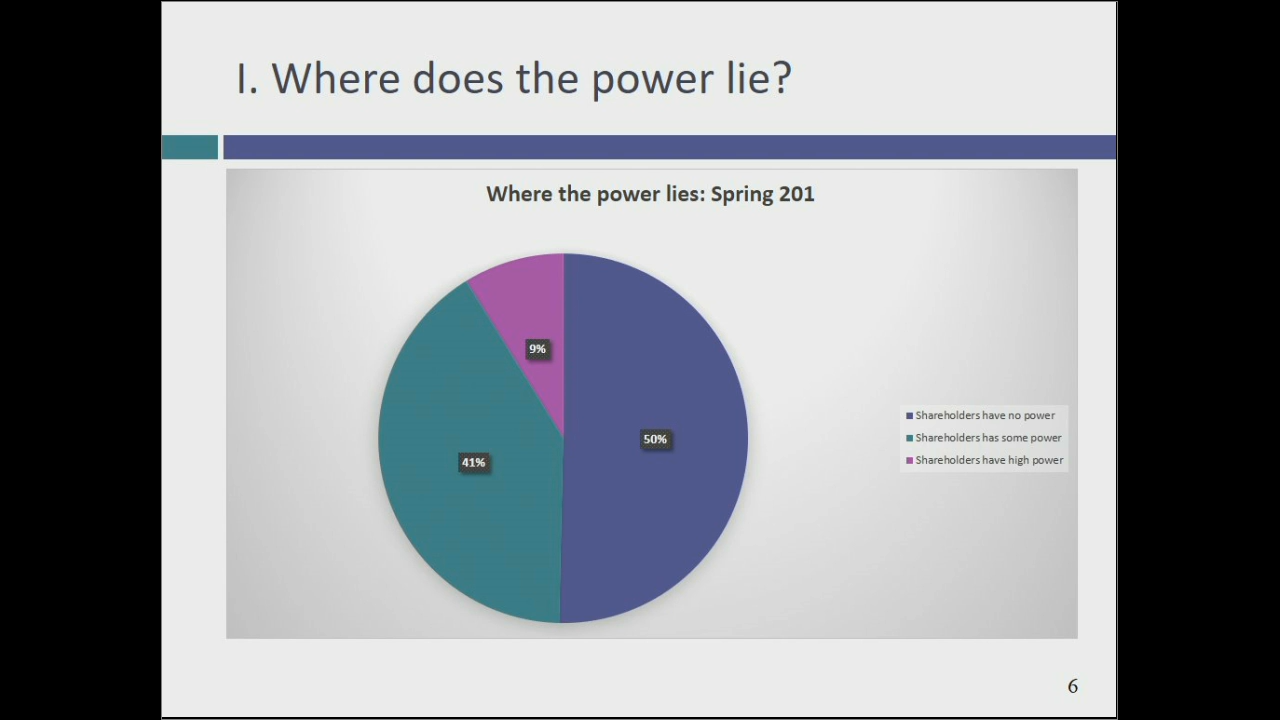 I. Where does the power lie?
Where the power lies: Spring 201
9%
50%
41%
Shareholders have no power
Shareholders has some power
Shareholders have high power
6